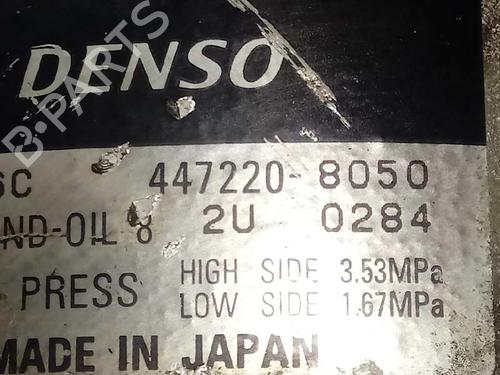 DENSO
6C 447220-8050
ND-OIL 8 2U 0284
PRESS HIGH SIDE 3.53MPa
LOW SIDE 1.67MPa
MADE IN JAPAN
B-PARTS